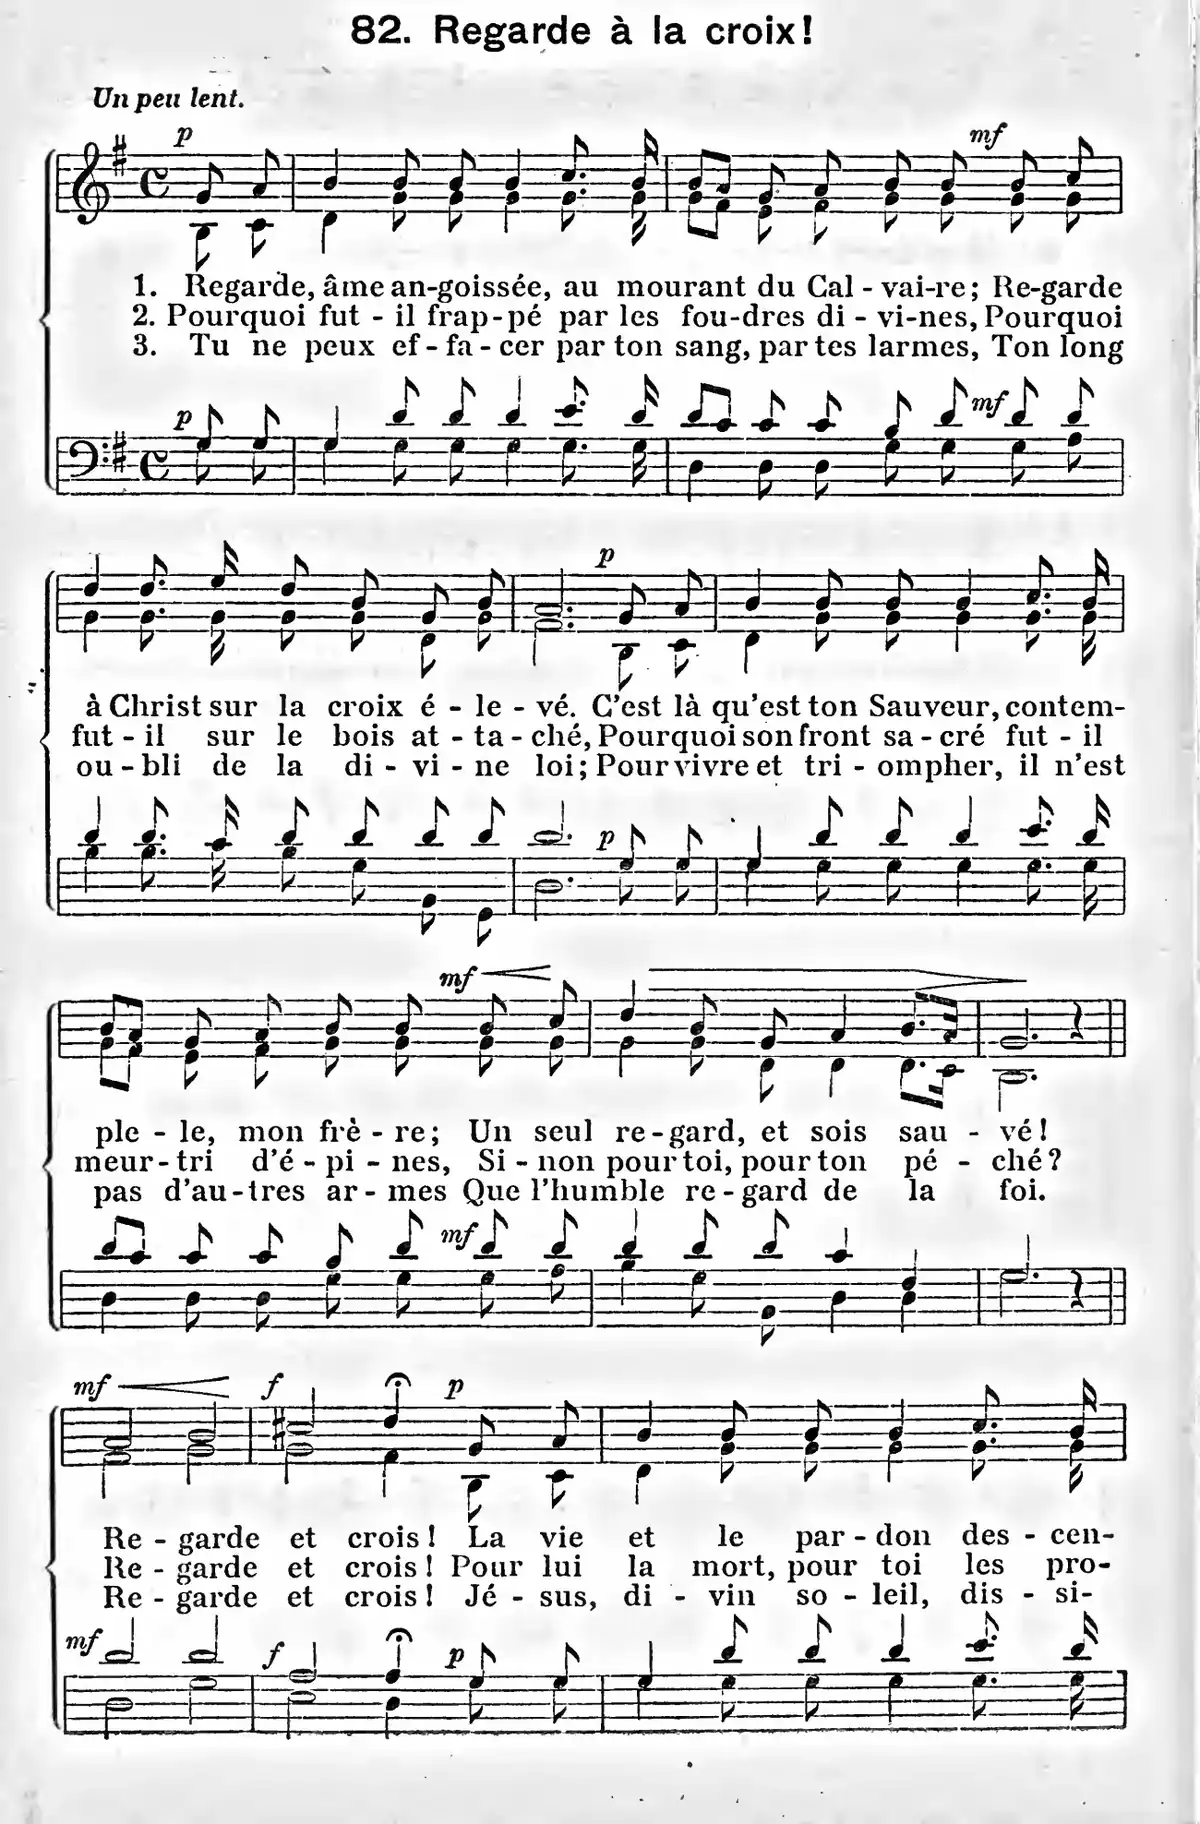 82. Regarde à la croix!
Un peu lent.
p
mf
1. Regarde, âme an-goissée, au mourant du Cal - vai-re; Re-garde
2. Pourquoi fut - il frap-pé par les fou-dres di - vi-nes, Pourquoi
3. Tu ne peux ef - fa - cer par ton sang, par tes larmes, Ton long
p
mf
p
à Christ sur la croix é - le - vé. C'est là qu'est ton Sauveur, contem-
fut - il sur le bois at - ta - ché, Pourquoi son front sa - cré fut - il
ou - bli de la di - vi - ne loi; Pour vivre et tri - ompher, il n'est
p
mf
ple - le, mon frè - re; Un seul re-gard, et sois sau - vé!
meur-tri d'é - pi - nes, Si - non pour toi, pour ton pé - ché?
pas d'au-tres ar - mes Que l'humble re - gard de la foi.
mf
mf f p
Re - garde et crois! La vie et le par - don des - cen-
Re - garde et crois! Pour lui la mort, pour toi les pro-
Re - garde et crois! Jé - sus, di - vin so - leil, dis - si-
mf f p